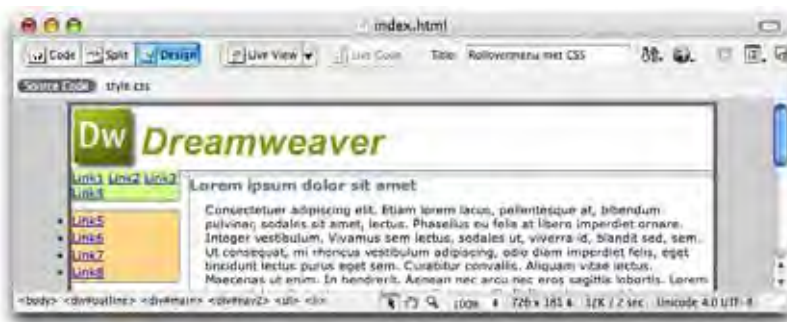 index.html
Code Split Design Live View Live Code Title: Rollovermenu met CSS
Source Code style.css
Dw Dreamweaver
Link1 Link2 Link3
Link4
Lorem ipsum dolor sit amet
Consectetuer adipiscing elit. Etiam lorem lacus, pellentesque at, bibendum
pulvinar, sodales sit amet, lectus. Phasellus eu felis at libero imperdiet ornare.
Integer vestibulum. Vivamus sem lectus, sodales ut, viverra id, blandit sed, sem.
Ut consequat, mi rhoncus vestibulum adipiscing, odio diam imperdiet felis, eget
tincidunt lectus purus eget sem. Curabitur convallis. Aliquam vitae lectus.
Maecenas ut enim. In hendrerit. Aenean nec arcu nec eros sagittis lobortis. Lorem
Link5
Link6
Link7
Link8
<body> <div#outline> <div#main> <div#nav2> <ul> <li> 100% 726 x 181 12K / 2 sec Unicode 4.0 UTF-8